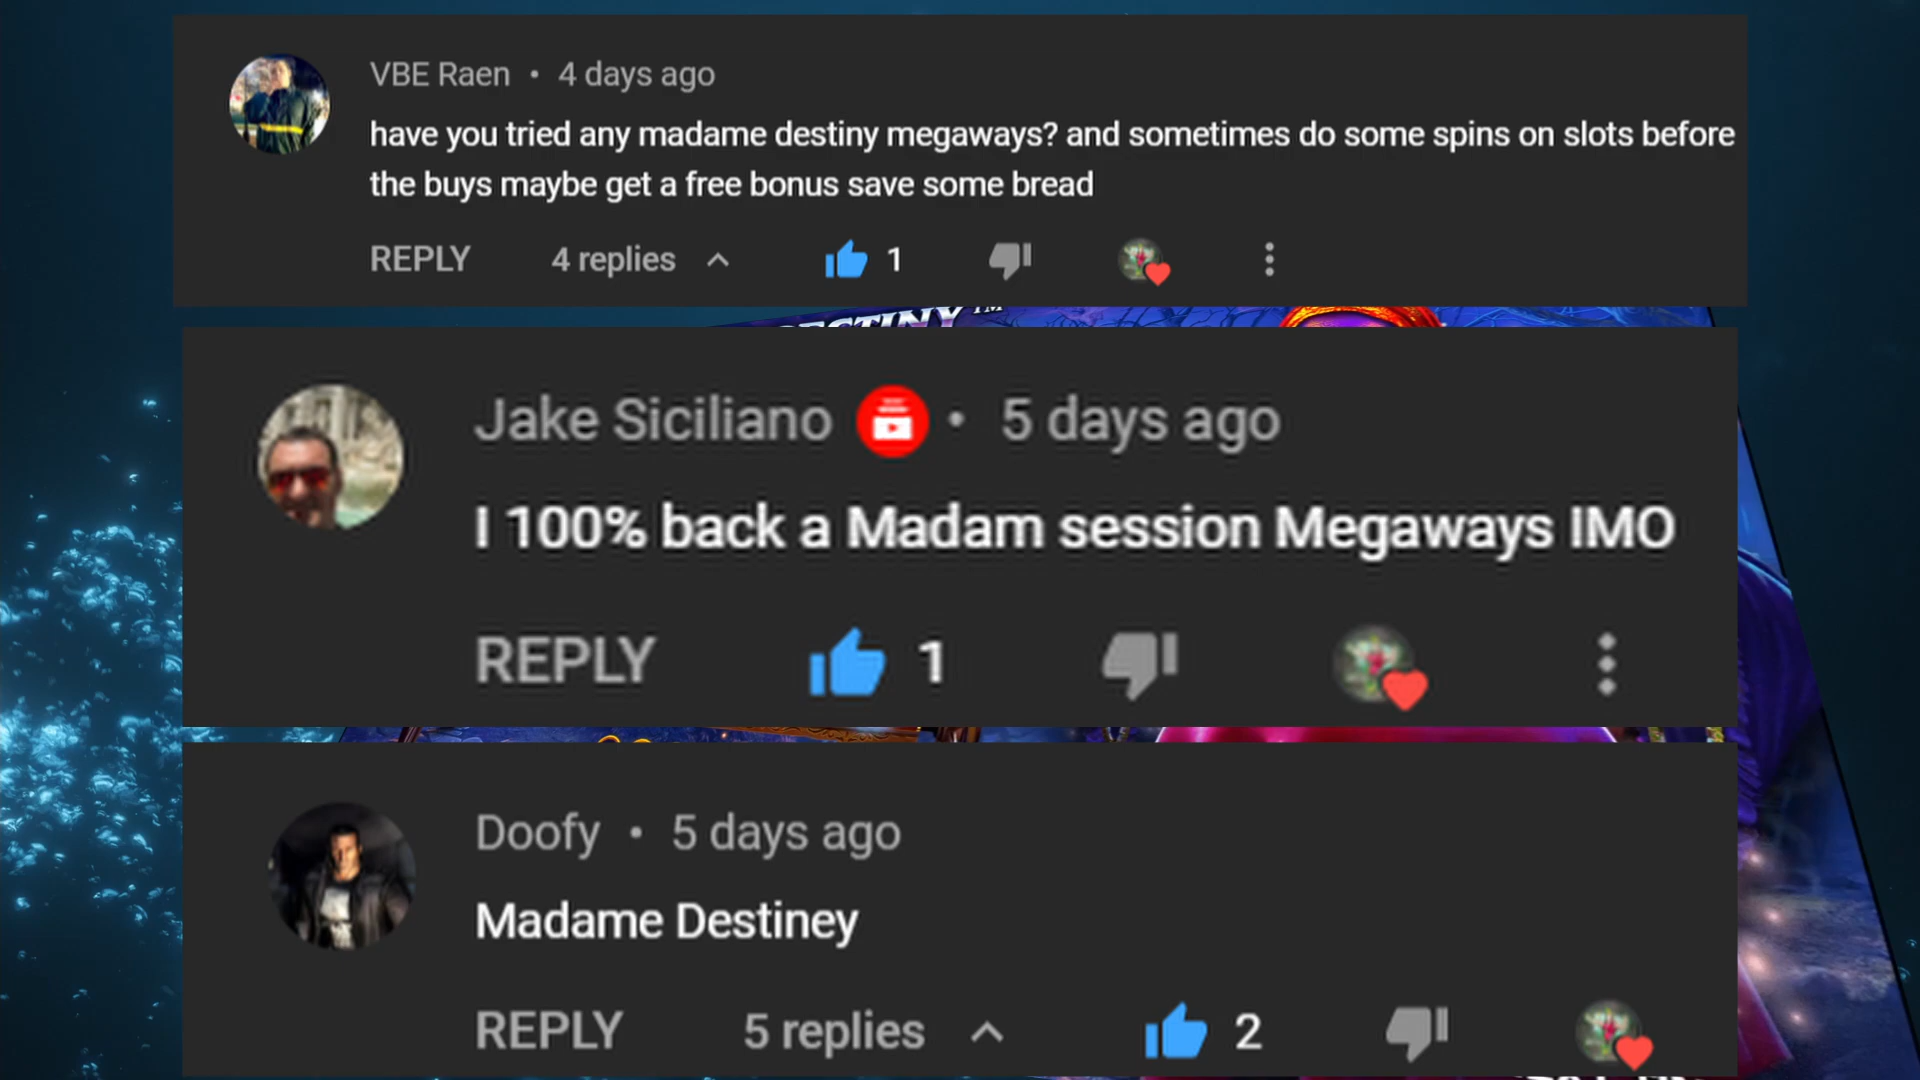 VBE Raen • 4 days ago
have you tried any madame destiny megaways? and sometimes do some spins on slots before
the buys maybe get a free bonus save some bread
REPLY 4 replies 1
DESTINY™
Jake Siciliano • 5 days ago
I 100% back a Madam session Megaways IMO
REPLY 1
Doofy • 5 days ago
Madame Destiney
REPLY 5 replies 2